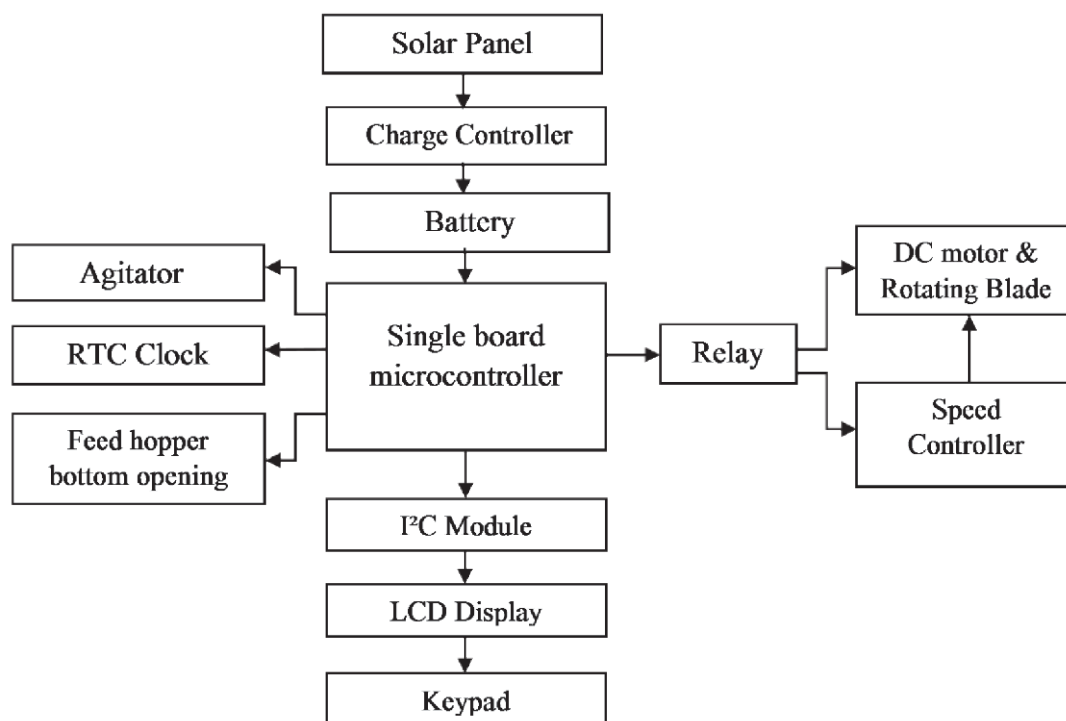 Solar Panel
Charge Controller
Battery
Agitator
RTC Clock
Feed hopper
bottom opening
Single board
microcontroller
Relay
DC motor &
Rotating Blade
Speed
Controller
I²C Module
LCD Display
Keypad